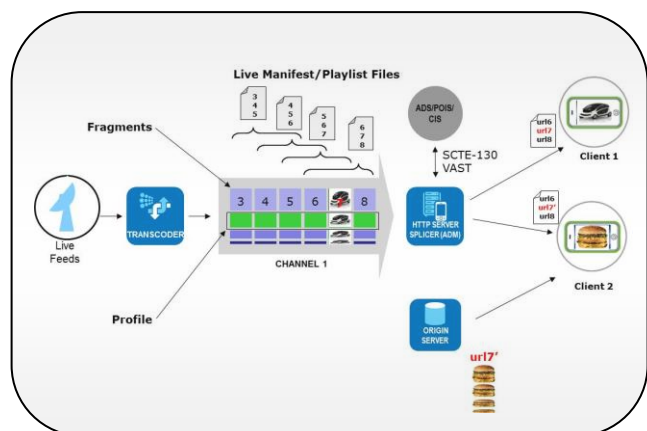 Live Manifest/Playlist Files
3
4
5
4
5
6
5
6
7
6
7
8
ADS/POIS/
CIS
url6
url7
url8
Client 1
Fragments
SCTE-130
VAST
url6
url7'
url8
3 4 5 6 7 8
TRANSCODER
HTTP SERVER
SPLICER (ADM)
Live
Feeds
CHANNEL 1
Client 2
Profile
ORIGIN
SERVER
url7'